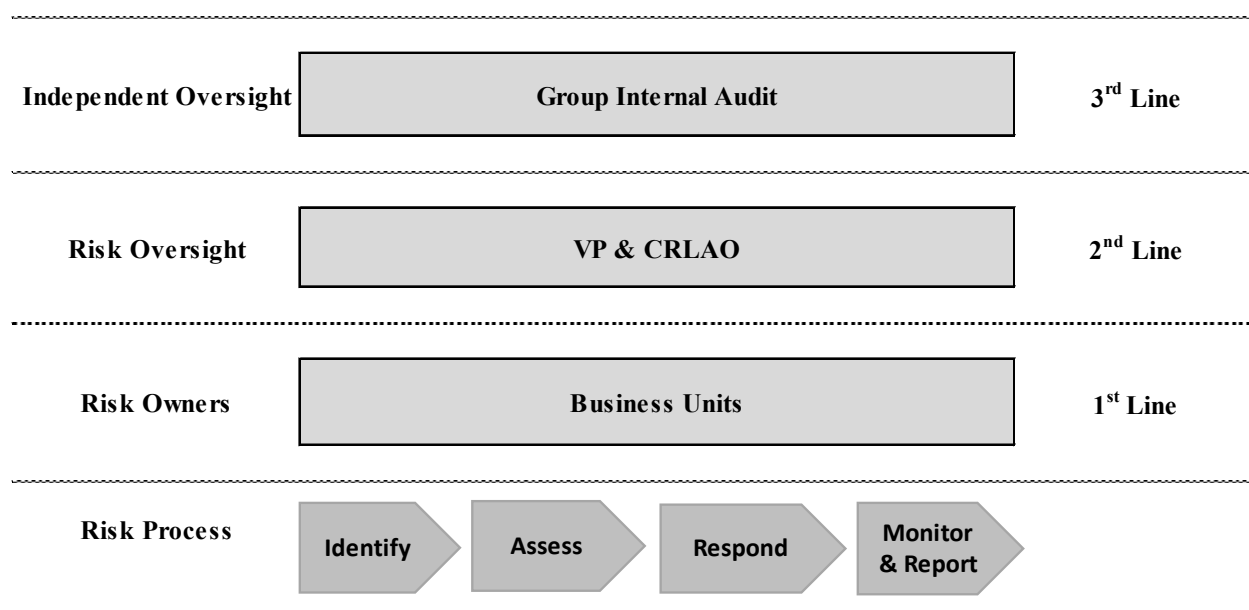 Independent Oversight Group Internal Audit 3rd Line
Risk Oversight VP & CRLAO 2nd Line
Risk Owners Business Units 1st Line
Risk Process
Identify Assess Respond Monitor
& Report